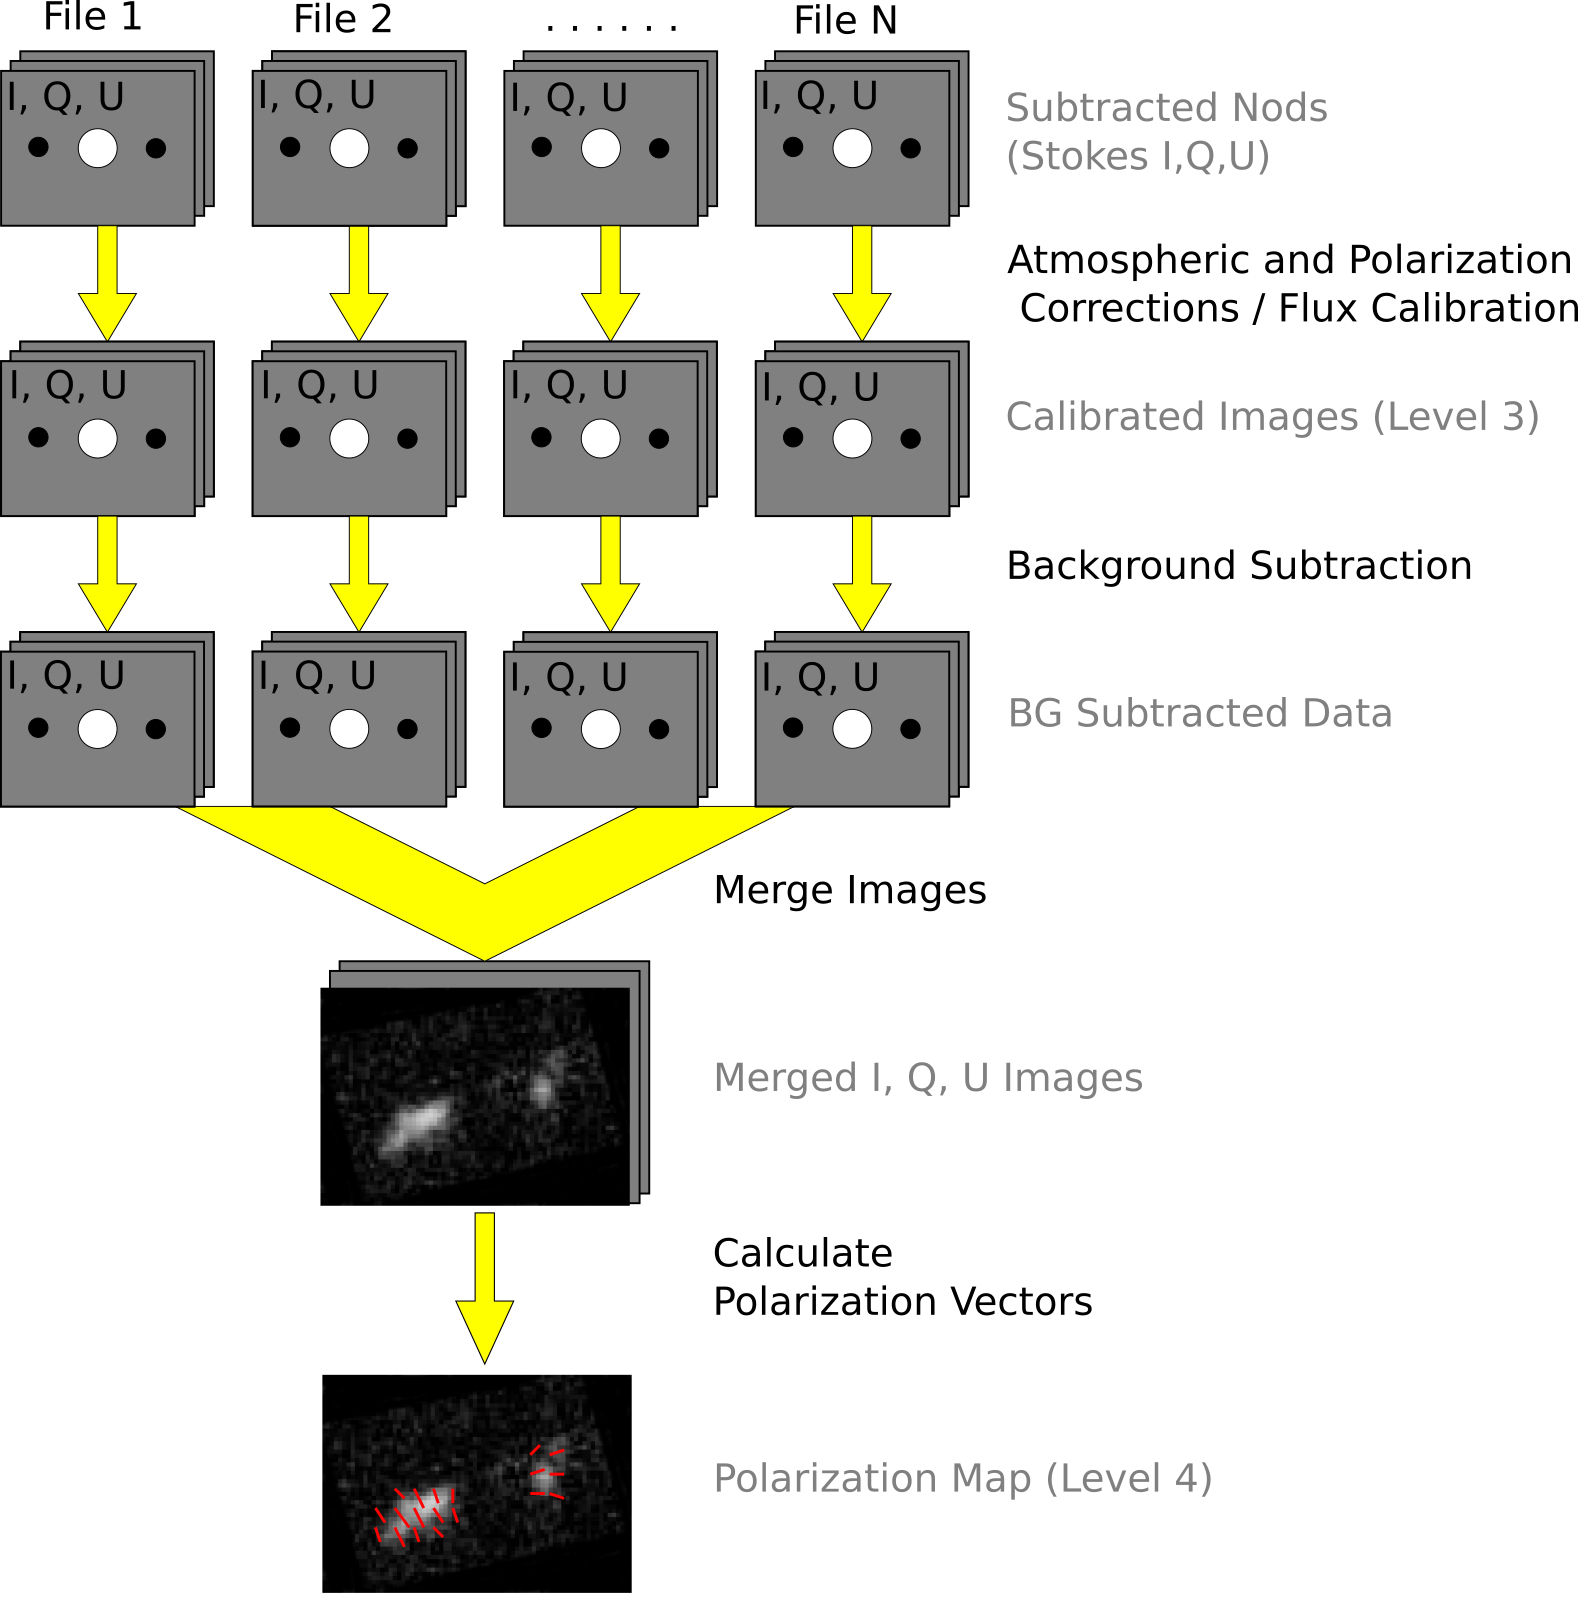 File 1
File 2
. . . . . .
File N
I, Q, U
I, Q, U
I, Q, U
I, Q, U
Subtracted Nods
(Stokes I,Q,U)
Atmospheric and Polarization
Corrections / Flux Calibration
I, Q, U
I, Q, U
I, Q, U
I, Q, U
Calibrated Images (Level 3)
Background Subtraction
I, Q, U
I, Q, U
I, Q, U
I, Q, U
BG Subtracted Data
Merge Images
Merged I, Q, U Images
Calculate
Polarization Vectors
Polarization Map (Level 4)